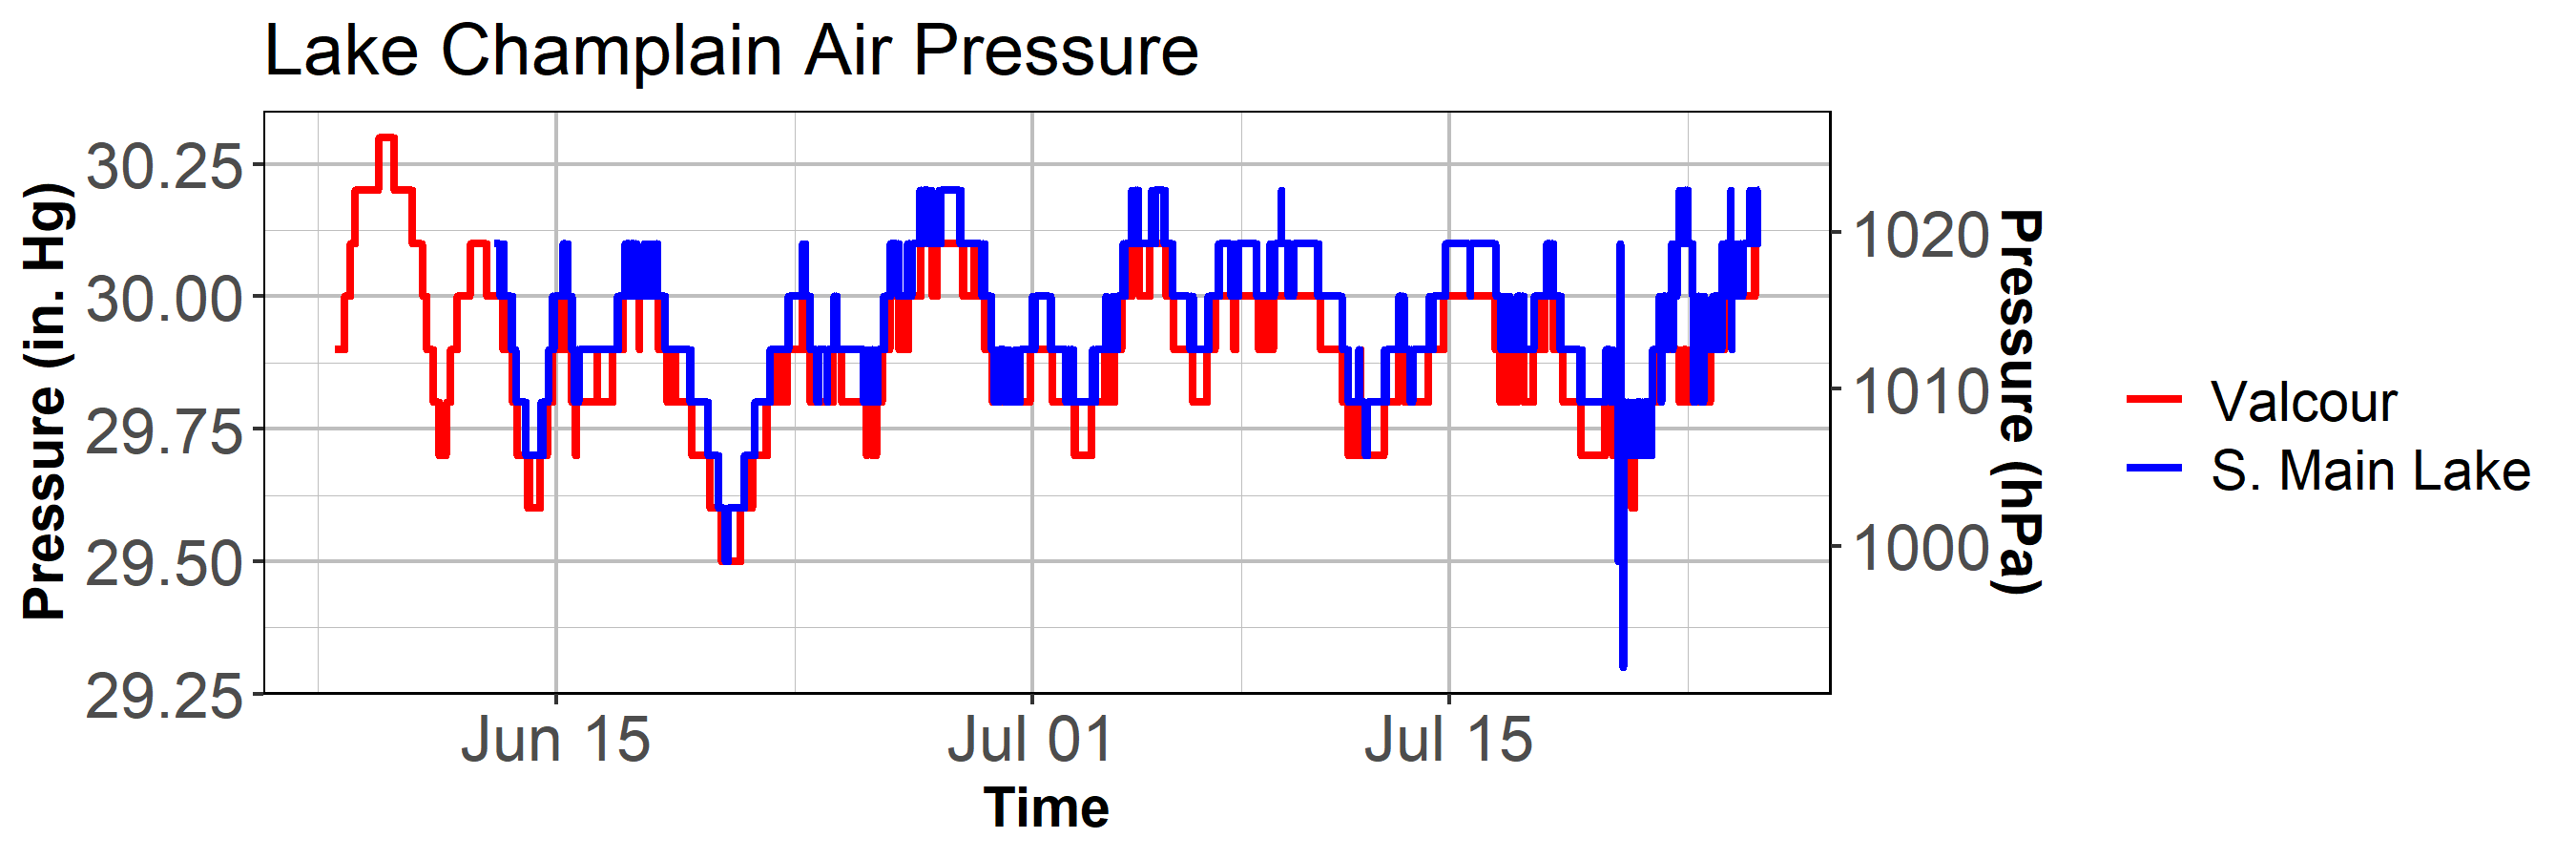 Lake Champlain Air Pressure
Pressure (in. Hg)
30.25
30.00
29.75
29.50
29.25
1020
1010
1000
Pressure (hPa)
Jun 15
Jul 01
Jul 15
Time
Valcour
S. Main Lake